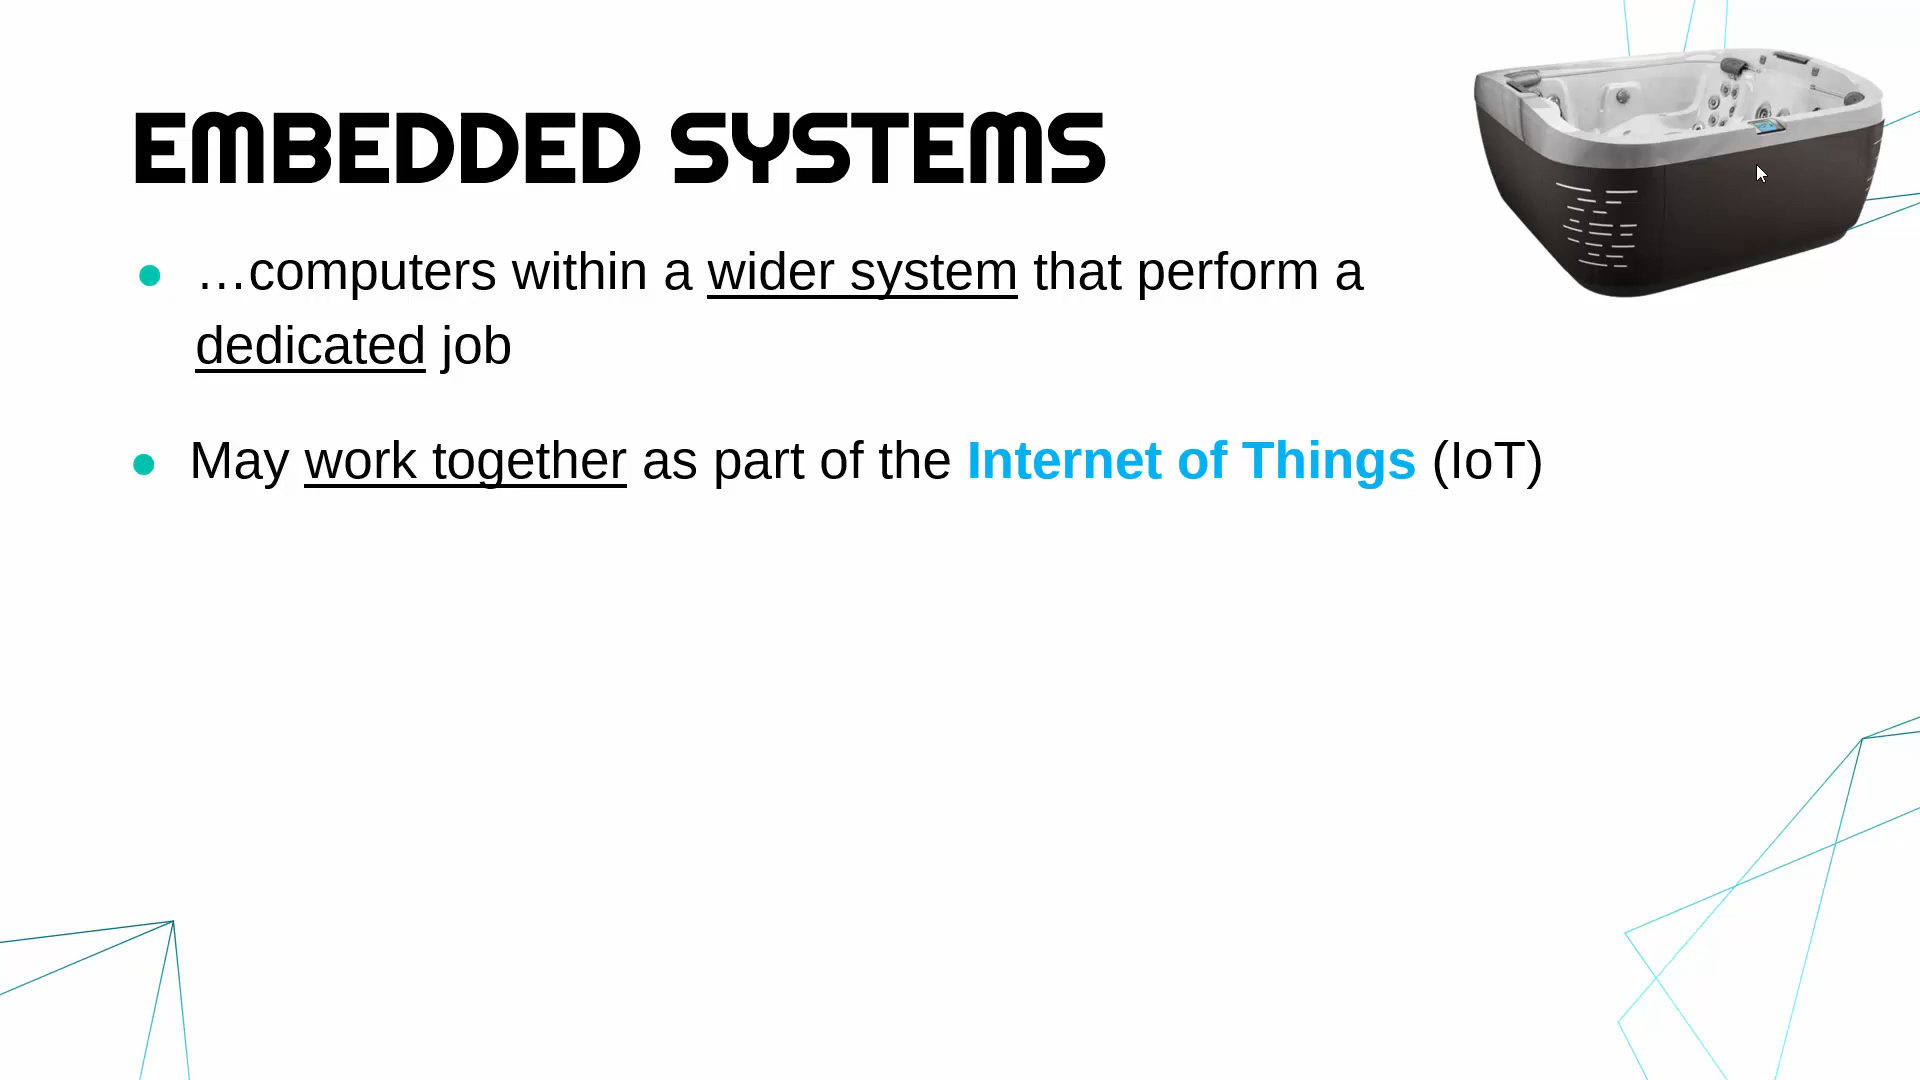 EMBEDDED SYSTEMS
…computers within a wider system that perform a
dedicated job
May work together as part of the Internet of Things (IoT)